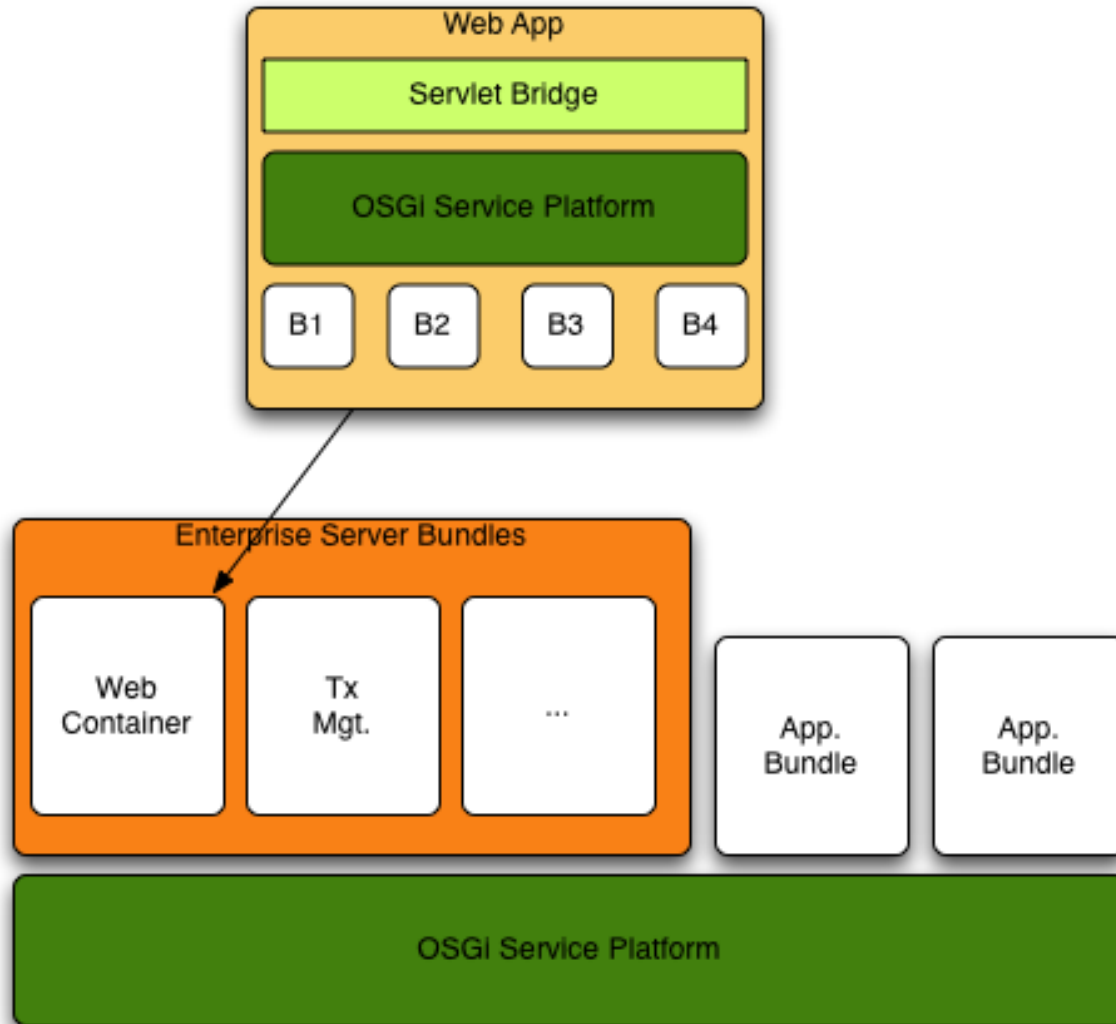 Web App
Servlet Bridge
OSGi Service Platform
B1
B2
B3
B4
Enterprise Server Bundles
Web
Container
Tx
Mgt.
...
App.
Bundle
App.
Bundle
OSGi Service Platform